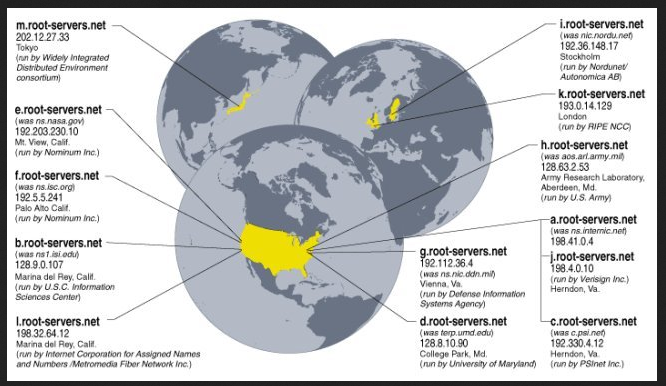 m.root-servers.net
202.12.27.33
Tokyo
(run by Widely Integrated
Distributed Environment
consortium)
e.root-servers.net
(was ns.nasa.gov)
192.203.230.10
Mt. View, Calif.
(run by Nominum Inc.)
f.root-servers.net
(was ns.isc.org)
192.5.5.241
Palo Alto Calif.
(run by Nominum Inc.)
b.root-servers.net
(was ns1.isi.edu)
128.9.0.107
Marina del Rey, Calif.
(run by U.S.C. Information
Sciences Center)
l.root-servers.net
198.32.64.12
Marina del Rey, Calif.
(run by Internet Corporation for Assigned Names
and Numbers /Metromedia Fiber Network Inc.)
i.root-servers.net
(was nic.nordu.net)
192.36.148.17
Stockholm
(run by Nordunet/
Autonomica AB)
k.root-servers.net
193.0.14.129
London
(run by RIPE NCC)
h.root-servers.net
(was aos.arl.army.mil)
128.63.2.53
Army Research Laboratory,
Aberdeen, Md.
(run by U.S. Army)
a.root-servers.net
(was ns.internic.net)
198.41.0.4
j.root-servers.net
198.4.0.10
(run by Verisign Inc.)
Herndon, Va.
g.root-servers.net
192.112.36.4
(was ns.nic.ddn.mil)
Vienna, Va.
(run by Defense Information
Systems Agency)
d.root-servers.net
(was terp.umd.edu)
128.8.10.90
College Park, Md.
(run by University of Maryland)
c.root-servers.net
(was c.psi.net)
192.330.4.12
Herndon, Va.
(run by PSInet Inc.)